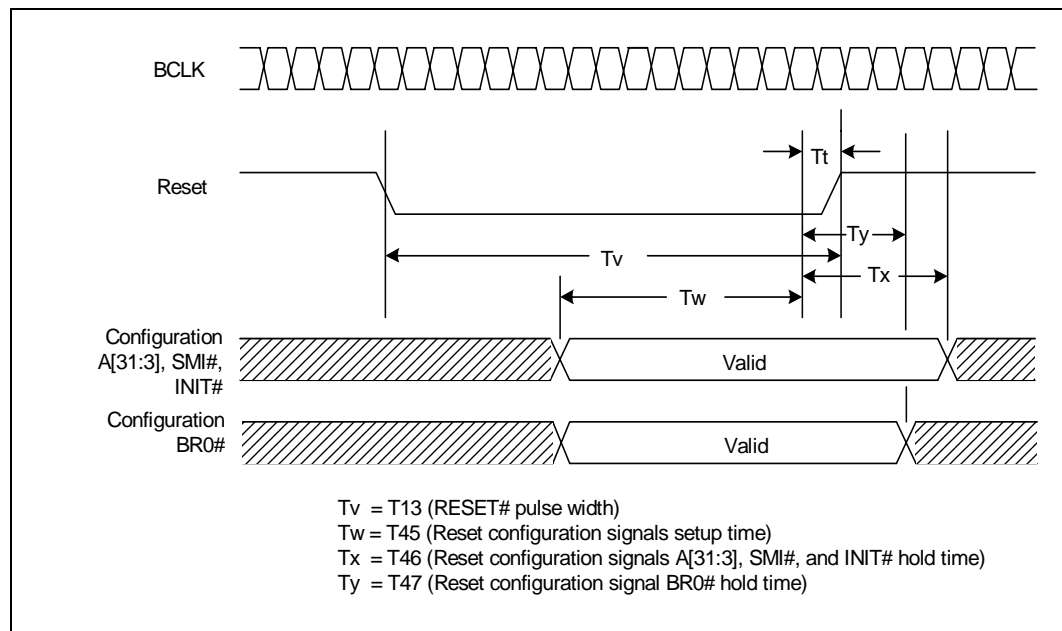 BCLK
Tt
Reset
Ty
Tv
Tx
Tw
Configuration
A[31:3], SMI#,
INIT#
Valid
Configuration
BR0#
Valid
Tv = T13 (RESET# pulse width)
Tw = T45 (Reset configuration signals setup time)
Tx = T46 (Reset configuration signals A[31:3], SMI#, and INIT# hold time)
Ty = T47 (Reset configuration signal BR0# hold time)